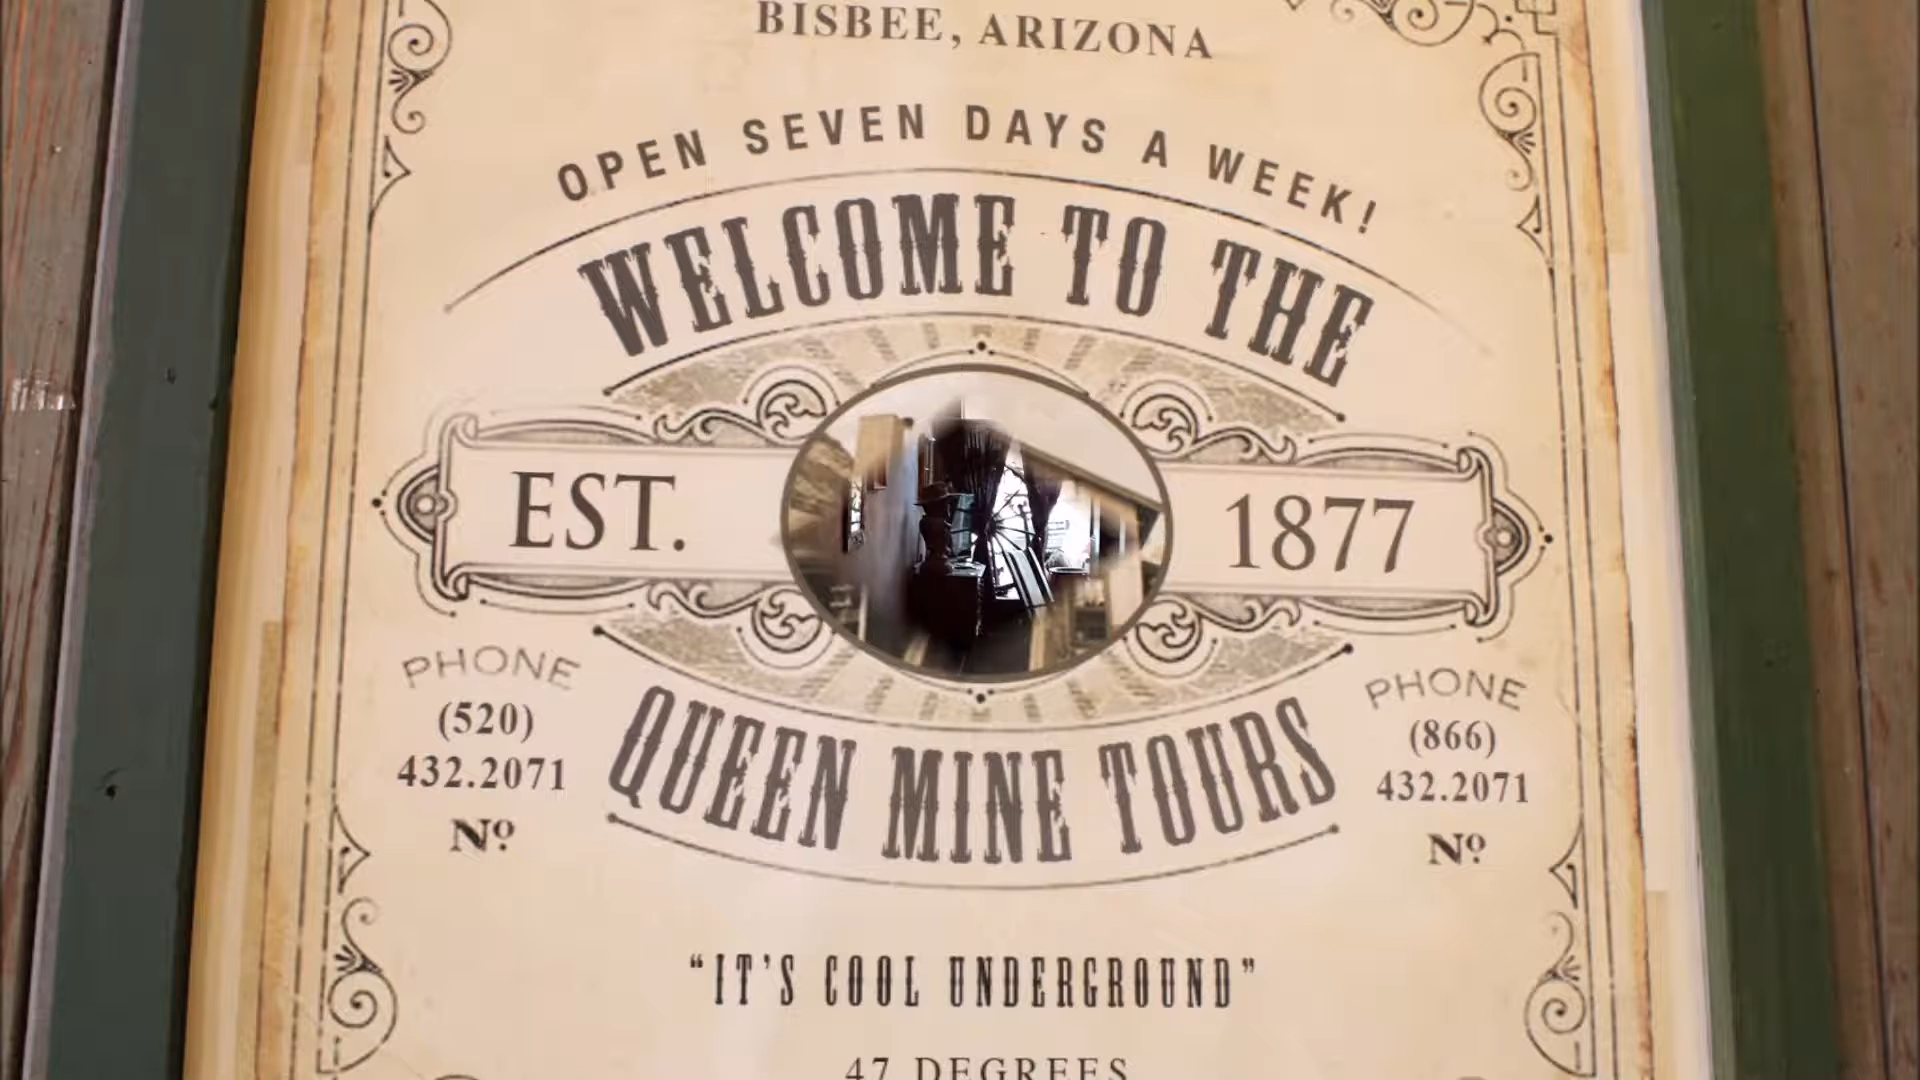 BISBEE, ARIZONA
OPEN SEVEN DAYS A WEEK!
WELCOME TO THE
EST. 1877
PHONE
(520)
432.2071
Nº
QUEEN MINE TOURS
PHONE
(866)
432.2071
Nº
“IT’S COOL UNDERGROUND”
47 DEGREES